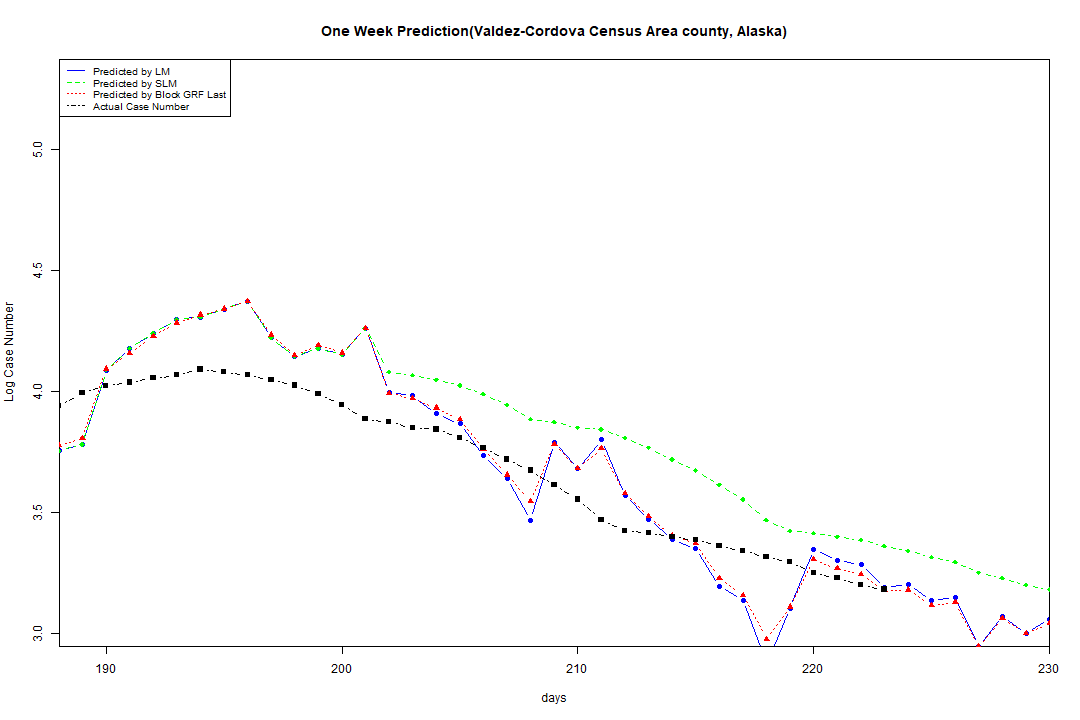 One Week Prediction(Valdez-Cordova Census Area county, Alaska)
Predicted by LM
Predicted by SLM
Predicted by Block GRF Last
Actual Case Number
5.0
4.5
4.0
3.5
3.0
Log Case Number
190 200 210 220 230
days